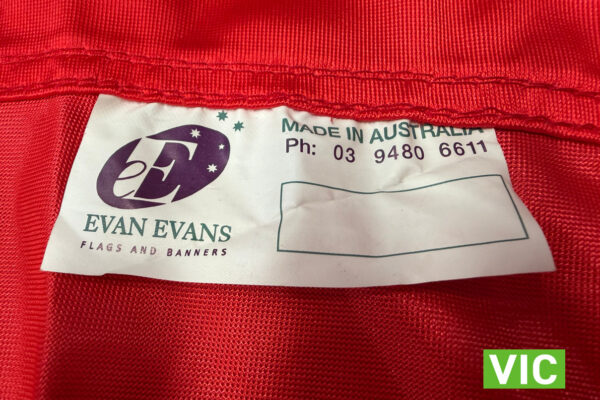 MADE IN AUSTRALIA
Ph: 03 9480 6611
eE
EVAN EVANS
FLAGS AND BANNERS
VIC